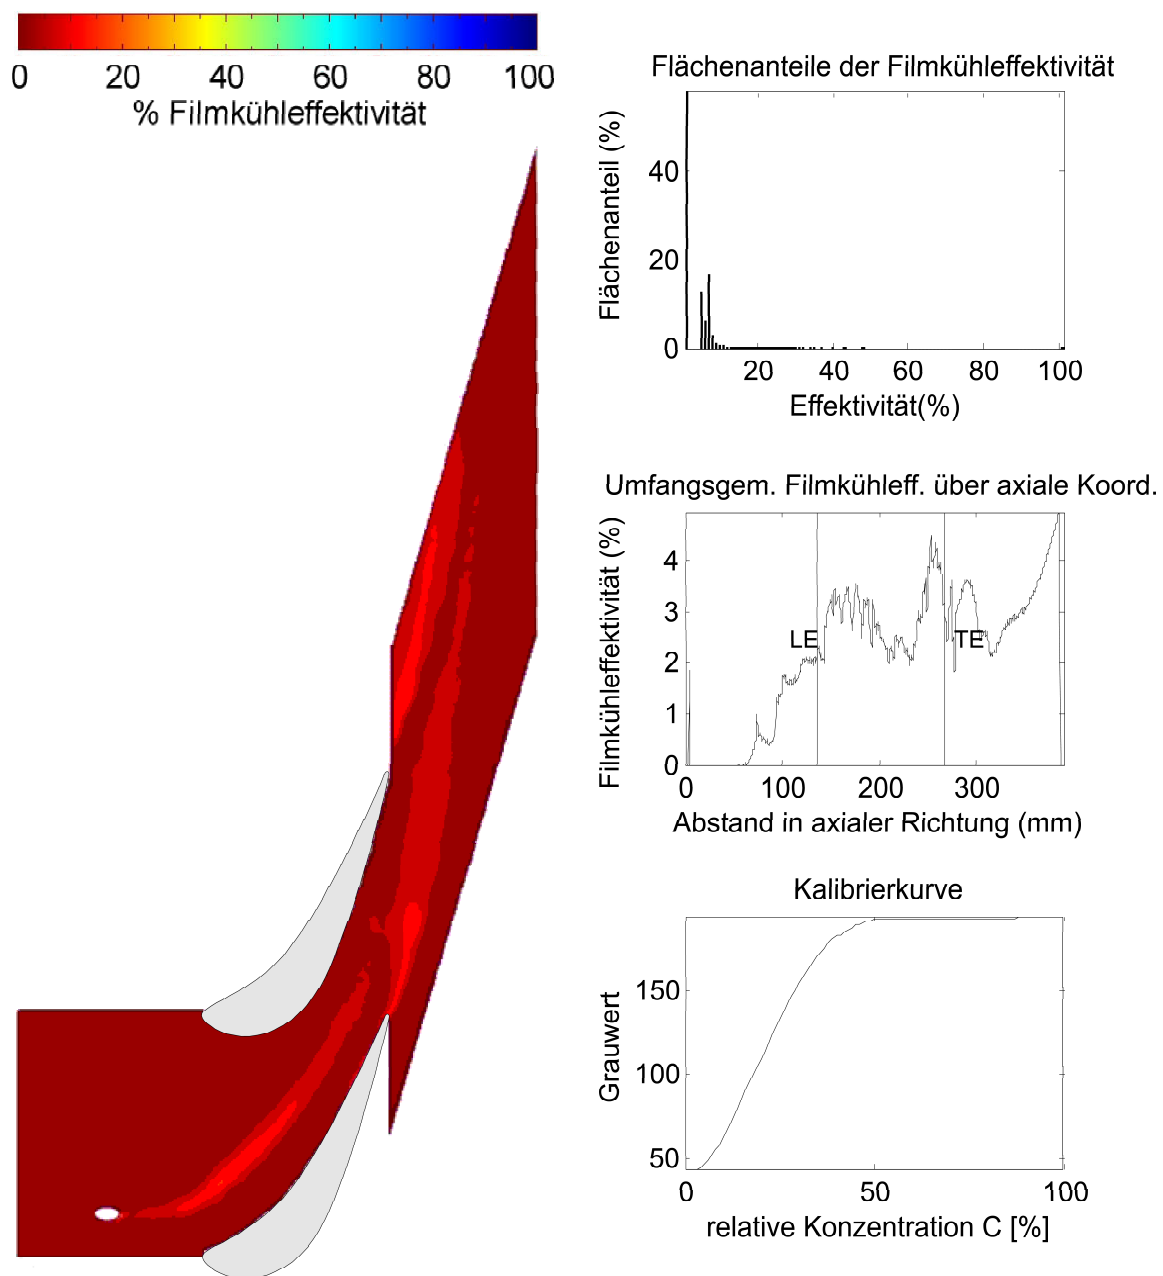 0 20 40 60 80 100
% Filmkühleffektivität
Flächenanteile der Filmkühleffektivität
Flächenanteil (%)
40
20
0
20 40 60 80 100
Effektivität(%)
Umfangsgem. Filmkühleff. über axiale Koord.
Filmkühleffektivität (%)
4
3
2
1
0
LE TE
0 100 200 300
Abstand in axialer Richtung (mm)
Kalibrierkurve
Grauwert
150
100
50
0 50 100
relative Konzentration C [%]